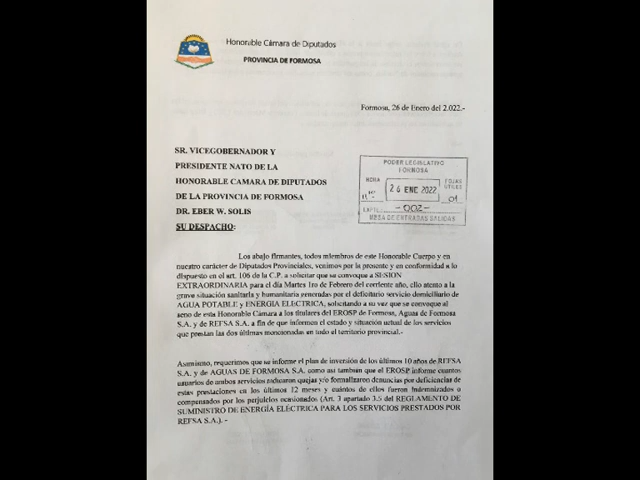 Honorable Cámara de Diputados
PROVINCIA DE FORMOSA
Formosa, 26 de Enero del 2.022.-
SR. VICEGOBERNADOR Y
PRESIDENTE NATO DE LA
HONORABLE CAMARA DE DIPUTADOS
DE LA PROVINCIA DE FORMOSA
DR. EBER W. SOLIS
SU DESPACHO:
PODER LEGISLATIVO
FORMOSA
HORA
26 ENE 2022
FOJAS
UTILES
01
-002-
MESA DE ENTRADAS SALIDAS
Los abajo firmantes, todos miembros de este Honorable Cuerpo y en
nuestro carácter de Diputados Provinciales, venimos por la presente y en conformidad a lo
dispuesto en el art. 106 de la C.P. a solicitar que se convoque a SESION
EXTRAORDINARIA para el día Martes 1ro de Febrero del corriente año, ello atento a la
grave situación sanitaria y humanitaria generadas por el deficitario servicio domiciliario de
AGUA POTABLE y ENERGIA ELECTRICA, solicitando a su vez que se convoque al
seno de esta Honorable Cámara a los titulares del EROSP de Formosa, Aguas de Formosa
S.A. y de REFSA S.A. a fin de que informen el estado y situación actual de los servicios
que prestan las dos últimas mencionadas en todo el territorio provincial.-
Asimismo, requerimos que se informe el plan de inversión de los últimos 10 años de REFSA
S.A. y de AGUAS DE FORMOSA S.A. como así también que el EROSP informe cuantos
usuarios de ambos servicios radicaron quejas y/o formalizaron denuncias por deficiencias de
estas prestaciones en los últimos 12 meses y cuántos de ellos fueron indemnizados o
compensados por los perjuicios ocasionados (Art. 3 apartado 3.5 del REGLAMENTO DE
SUMINISTRO DE ENERGÍA ELÉCTRICA PARA LOS SERVICIOS PRESTADOS POR
REFSA S.A.). -